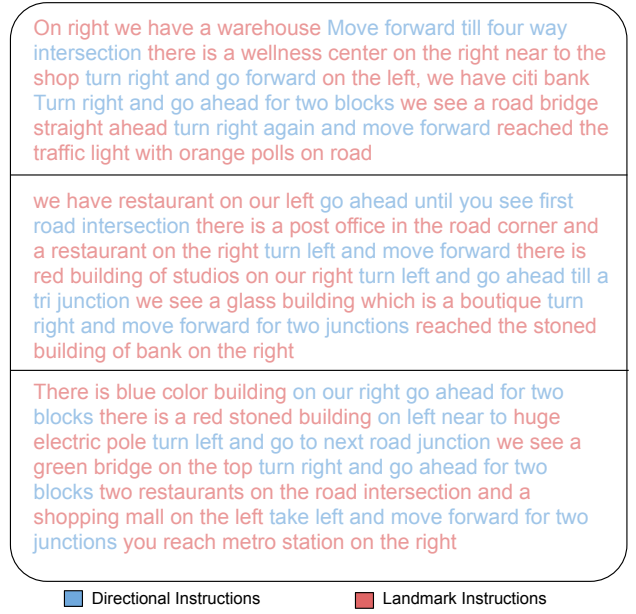 On right we have a warehouse Move forward till four way
intersection there is a wellness center on the right near to the
shop turn right and go forward on the left, we have citi bank
Turn right and go ahead for two blocks we see a road bridge
straight ahead turn right again and move forward reached the
traffic light with orange polls on road
we have restaurant on our left go ahead until you see first
road intersection there is a post office in the road corner and
a restaurant on the right turn left and move forward there is
red building of studios on our right turn left and go ahead till a
tri junction we see a glass building which is a boutique turn
right and move forward for two junctions reached the stoned
building of bank on the right
There is blue color building on our right go ahead for two
blocks there is a red stoned building on left near to huge
electric pole turn left and go to next road junction we see a
green bridge on the top turn right and go ahead for two
blocks two restaurants on the road intersection and a
shopping mall on the left take left and move forward for two
junctions you reach metro station on the right
Directional Instructions Landmark Instructions